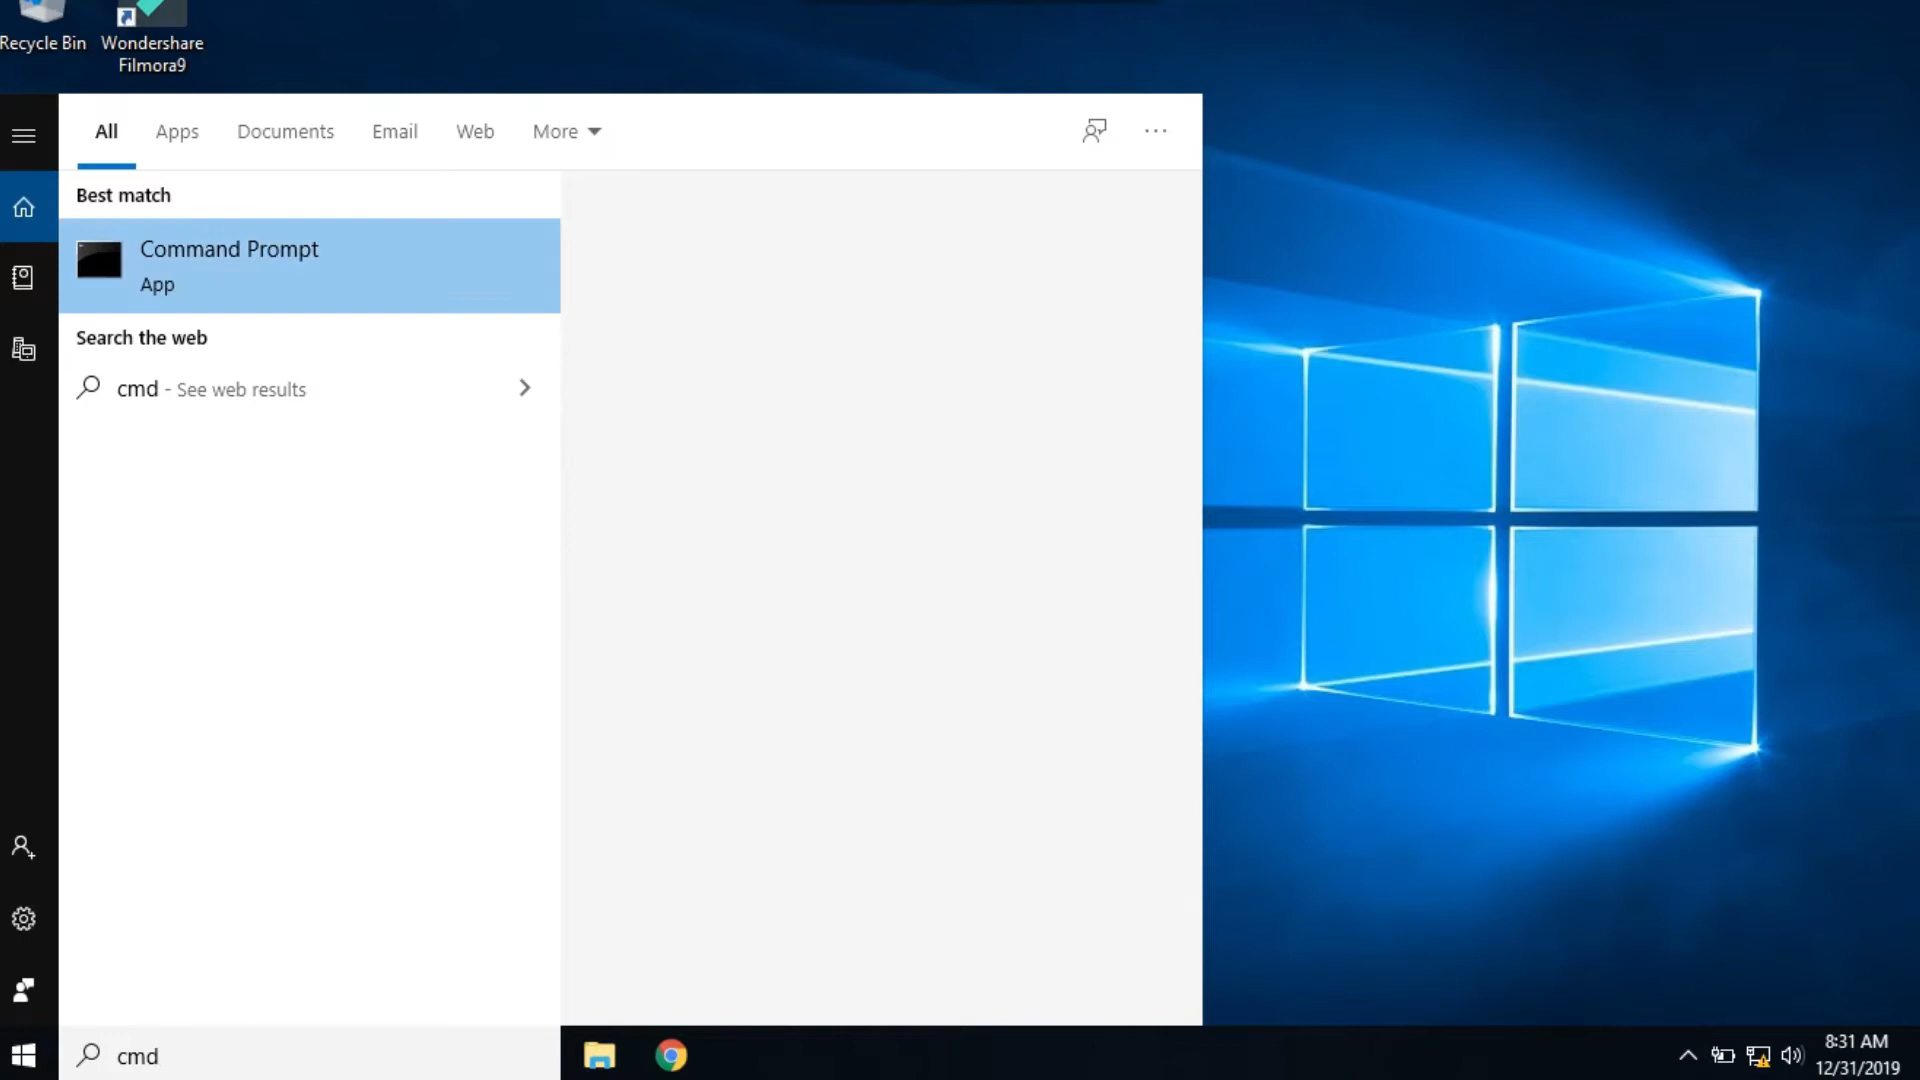 Recycle Bin
Wondershare
Filmora9
All Apps Documents Email Web More
Best match
Command Prompt
App
Search the web
cmd - See web results
cmd
8:31 AM
12/31/2019